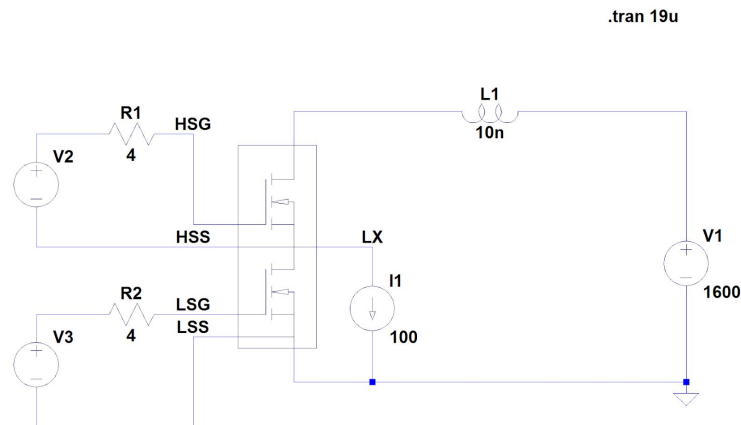 .tran 19u
L1
10n
R1
HSG
4
V2
HSS
LX
V1
1600
I1
100
R2
LSG
LSS
4
V3